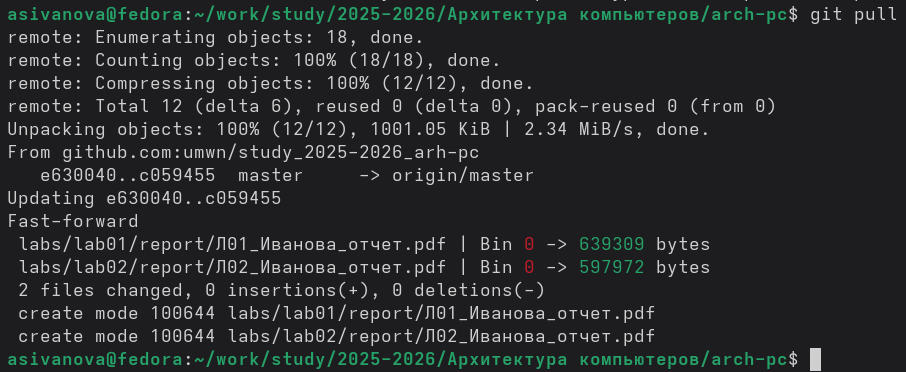 asivanova@fedora:~/work/study/2025-2026/Архитектура компьютеров/arch-pc$ git pull
remote: Enumerating objects: 18, done.
remote: Counting objects: 100% (18/18), done.
remote: Compressing objects: 100% (12/12), done.
remote: Total 12 (delta 6), reused 0 (delta 0), pack-reused 0 (from 0)
Unpacking objects: 100% (12/12), 1001.05 KiB | 2.34 MiB/s, done.
From github.com:umwn/study_2025-2026_arh-pc
   e630040..c059455  master     -> origin/master
Updating e630040..c059455
Fast-forward
 labs/lab01/report/Л01_Иванова_отчет.pdf | Bin 0 -> 639309 bytes
 labs/lab02/report/Л02_Иванова_отчет.pdf | Bin 0 -> 597972 bytes
 2 files changed, 0 insertions(+), 0 deletions(-)
 create mode 100644 labs/lab01/report/Л01_Иванова_отчет.pdf
 create mode 100644 labs/lab02/report/Л02_Иванова_отчет.pdf
asivanova@fedora:~/work/study/2025-2026/Архитектура компьютеров/arch-pc$